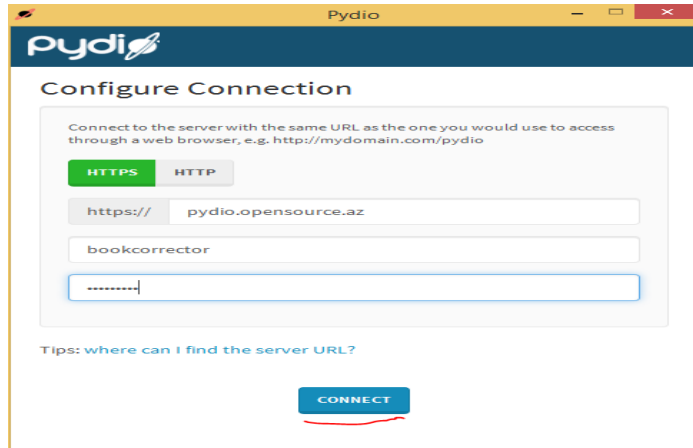 Pydio
pydio
Configure Connection
Connect to the server with the same URL as the one you would use to access
through a web browser, e.g. http://mydomain.com/pydio
HTTPS HTTP
https:// pydio.opensource.az
bookcorrector
•••••••••
Tips: where can I find the server URL?
CONNECT